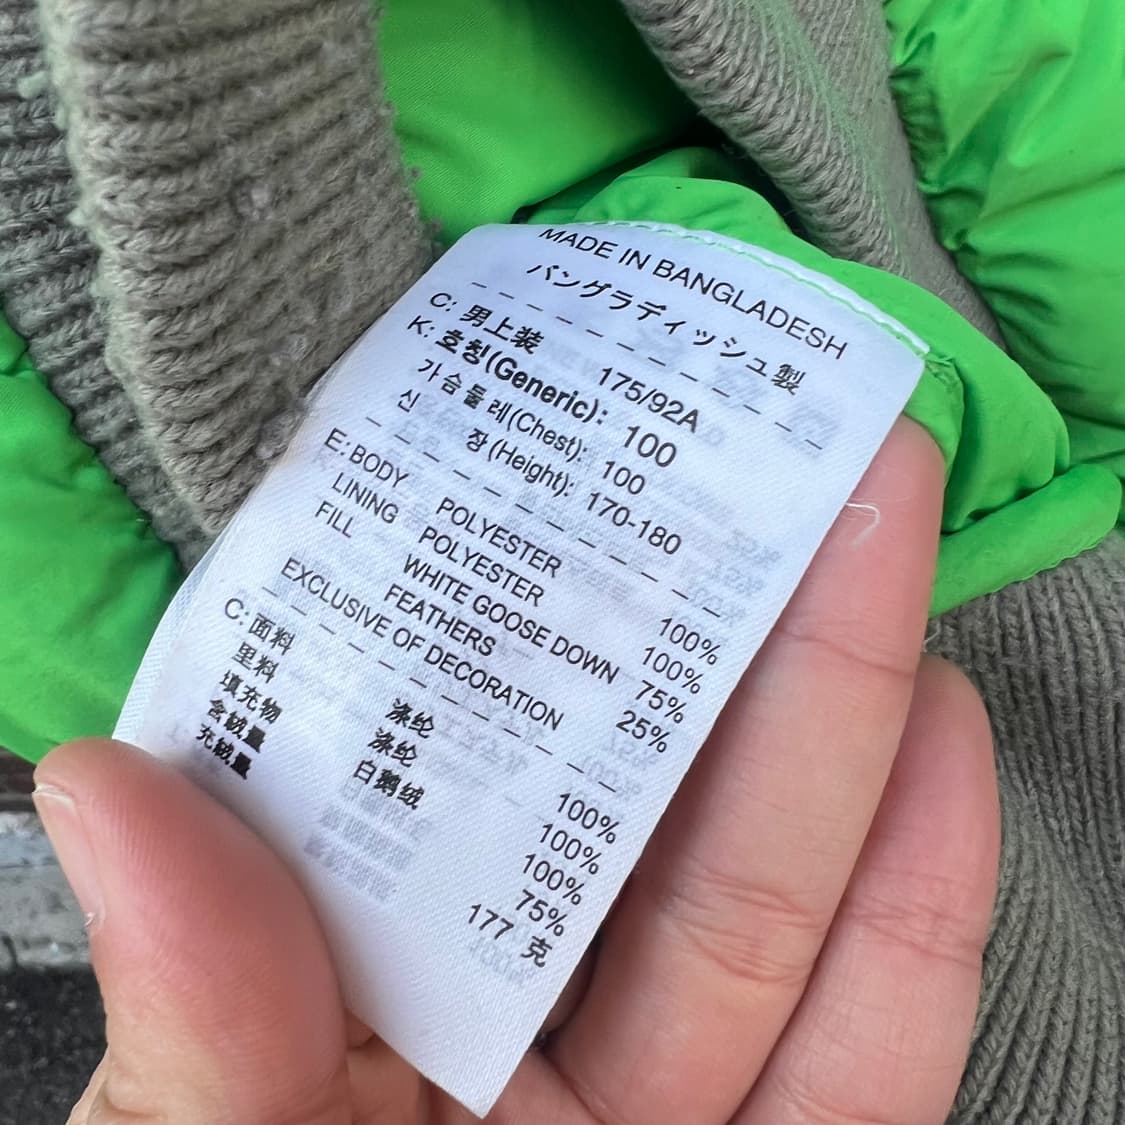 MADE IN BANGLADESH
バングラディッシュ製
C: 男上装 175/92A
K: 호칭(Generic): 100
가슴둘레(Chest): 100
신 장(Height): 170-180
E: BODY POLYESTER 100%
LINING POLYESTER 100%
FILL WHITE GOOSE DOWN 75%
FEATHERS 25%
EXCLUSIVE OF DECORATION
C: 面料 涤纶 100%
里料 涤纶 100%
填充物 白鹅绒 100%
含絨量 75%
充絨量 177 克